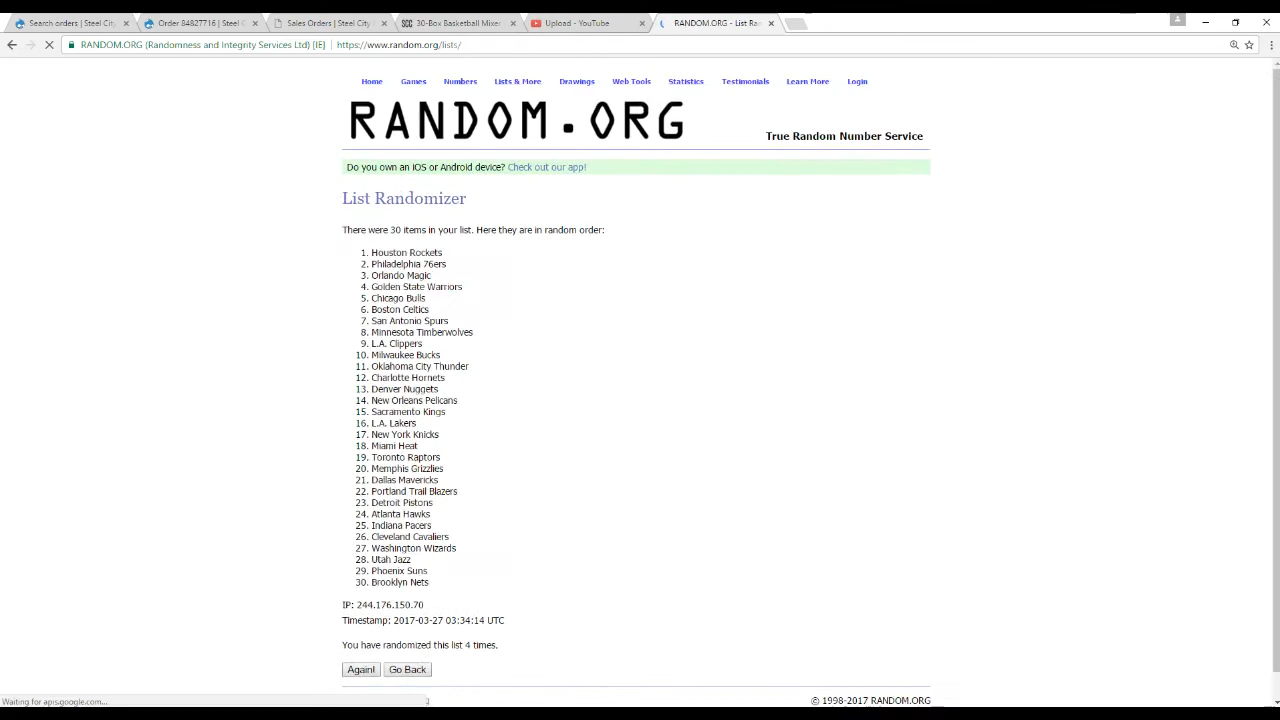 Search orders | Steel City
Order 84827716 | Steel C
Sales Orders | Steel City
30-Box Basketball Mixer
Upload - YouTube
RANDOM.ORG - List Ra
RANDOM.ORG (Randomness and Integrity Services Ltd) [IE] https://www.random.org/lists/
Home Games Numbers Lists & More Drawings Web Tools Statistics Testimonials Learn More Login
RANDOM.ORG
True Random Number Service
Do you own an iOS or Android device? Check out our app!
List Randomizer
There were 30 items in your list. Here they are in random order:
1. Houston Rockets
2. Philadelphia 76ers
3. Orlando Magic
4. Golden State Warriors
5. Chicago Bulls
6. Boston Celtics
7. San Antonio Spurs
8. Minnesota Timberwolves
9. L.A. Clippers
10. Milwaukee Bucks
11. Oklahoma City Thunder
12. Charlotte Hornets
13. Denver Nuggets
14. New Orleans Pelicans
15. Sacramento Kings
16. L.A. Lakers
17. New York Knicks
18. Miami Heat
19. Toronto Raptors
20. Memphis Grizzlies
21. Dallas Mavericks
22. Portland Trail Blazers
23. Detroit Pistons
24. Atlanta Hawks
25. Indiana Pacers
26. Cleveland Cavaliers
27. Washington Wizards
28. Utah Jazz
29. Phoenix Suns
30. Brooklyn Nets
IP: 244.176.150.70
Timestamp: 2017-03-27 03:34:14 UTC
You have randomized this list 4 times.
Again! Go Back
Waiting for apis.google.com...
© 1998-2017 RANDOM.ORG